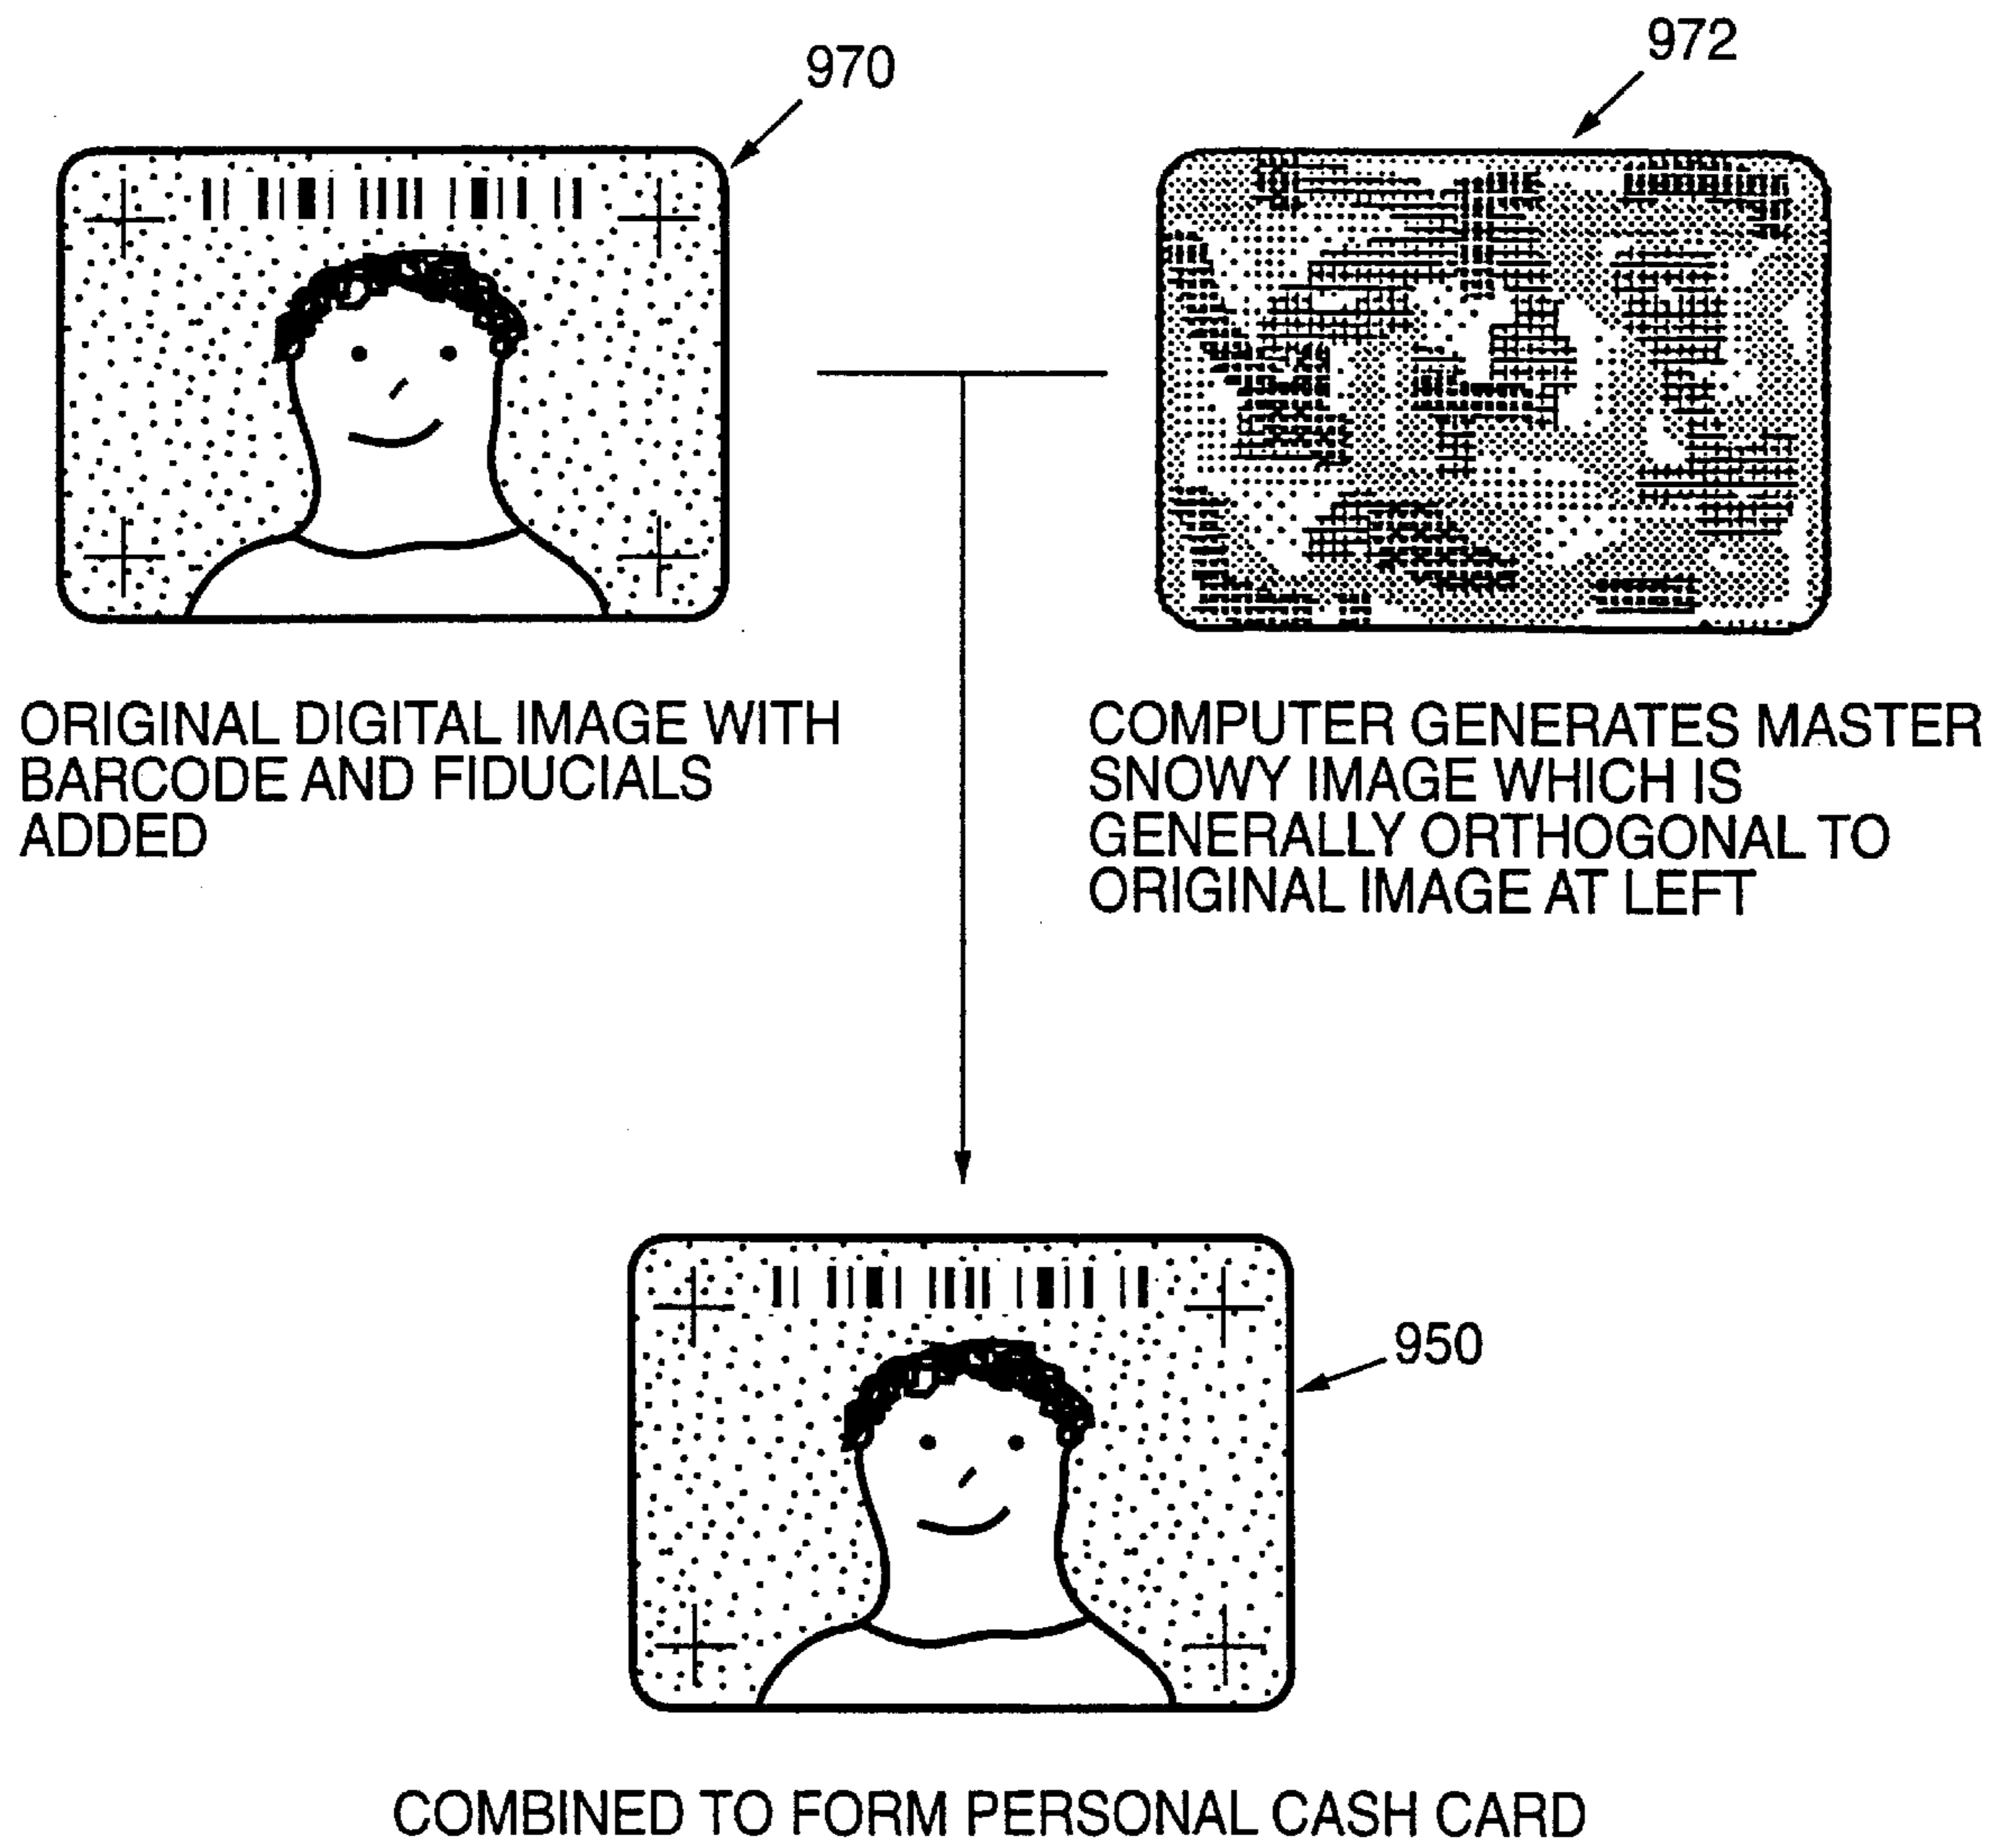 970
972
ORIGINAL DIGITAL IMAGE WITH
BARCODE AND FIDUCIALS
ADDED
COMPUTER GENERATES MASTER
SNOWY IMAGE WHICH IS
GENERALLY ORTHOGONAL TO
ORIGINAL IMAGE AT LEFT
950
COMBINED TO FORM PERSONAL CASH CARD